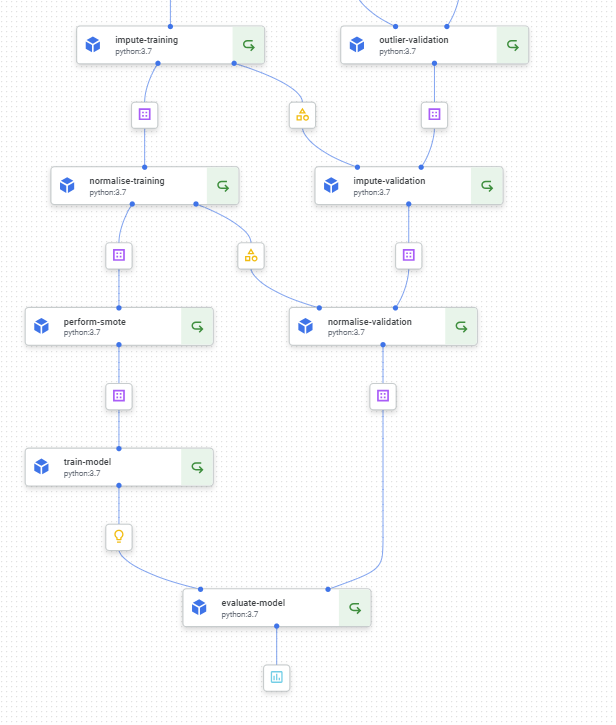 impute-training
python:3.7
outlier-validation
python:3.7
normalise-training
python:3.7
impute-validation
python:3.7
perform-smote
python:3.7
normalise-validation
python:3.7
train-model
python:3.7
evaluate-model
python:3.7